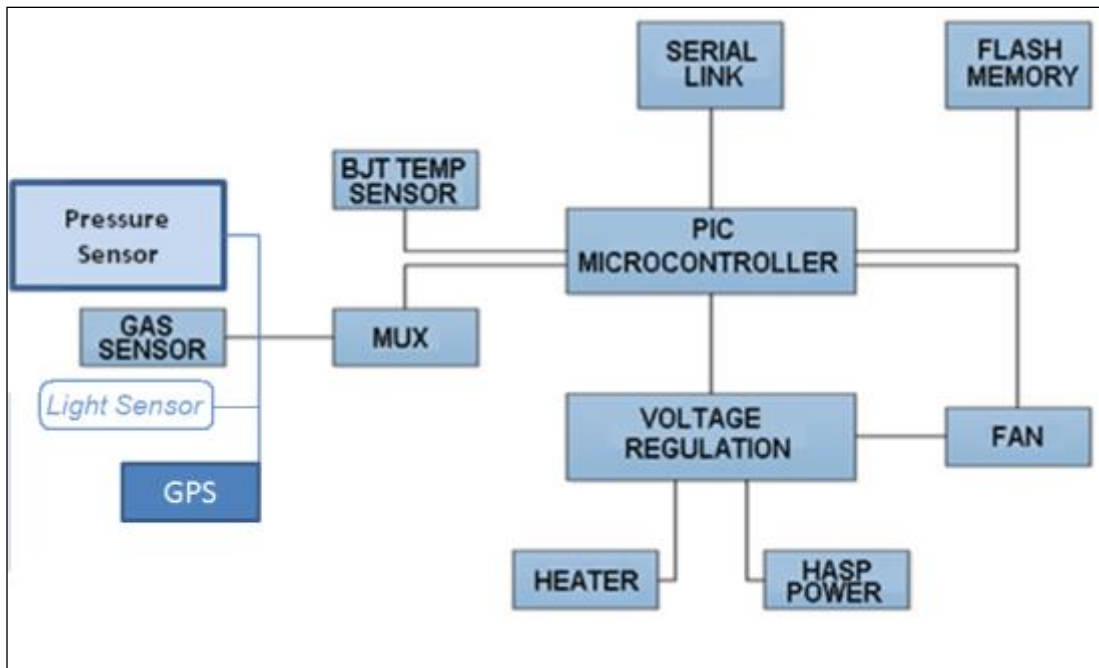 SERIAL
LINK
FLASH
MEMORY
BJT TEMP
SENSOR
Pressure
Sensor
PIC
MICROCONTROLLER
GAS
SENSOR
MUX
Light Sensor
VOLTAGE
REGULATION
FAN
GPS
HEATER
HASP
POWER